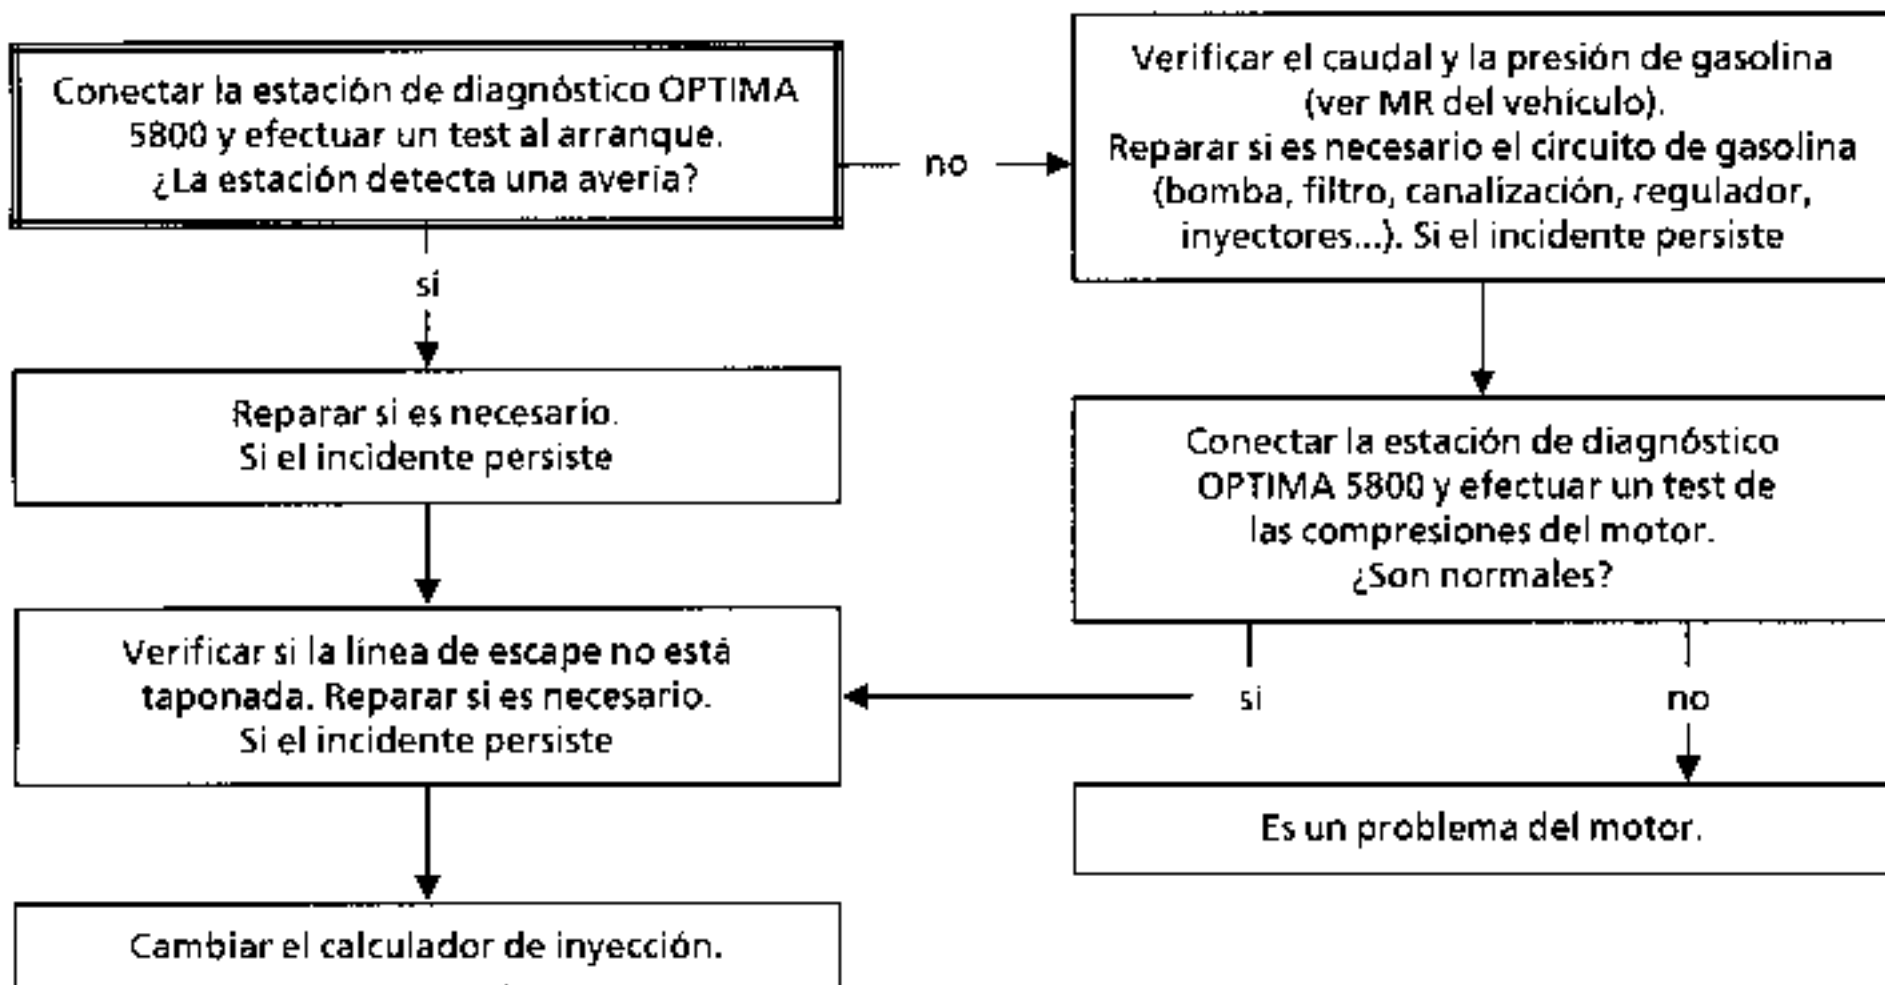 Conectar la estación de diagnóstico OPTIMA
5800 y efectuar un test al arranque.
¿La estación detecta una avería?
no
Verificar el caudal y la presión de gasolina
(ver MR del vehículo).
Reparar si es necesario el circuito de gasolina
(bomba, filtro, canalización, regulador,
inyectores...). Si el incidente persiste
sí
Reparar si es necesario.
Si el incidente persiste
Conectar la estación de diagnóstico
OPTIMA 5800 y efectuar un test de
las compresiones del motor.
¿Son normales?
Verificar si la línea de escape no está
taponada. Reparar si es necesario.
Si el incidente persiste
si
no
Es un problema del motor.
Cambiar el calculador de inyección.